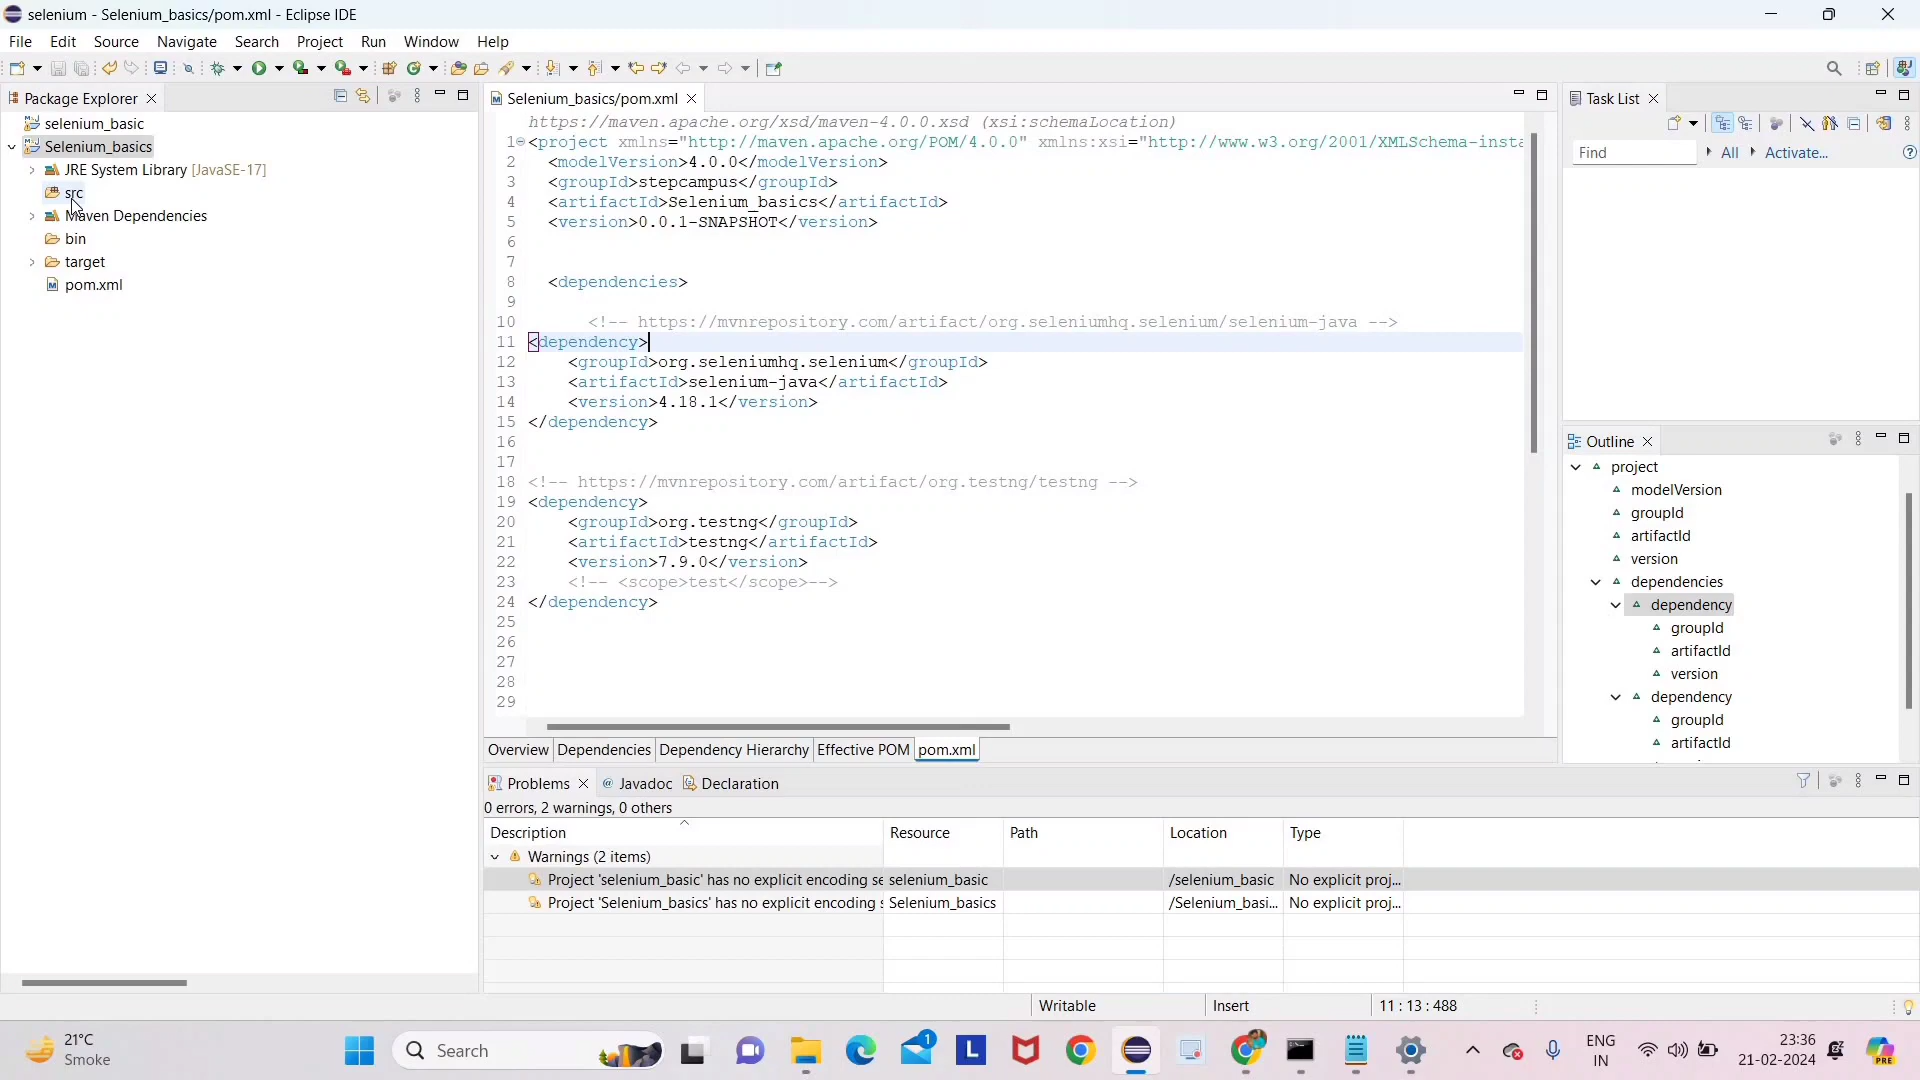 selenium - Selenium_basics/pom.xml - Eclipse IDE
File Edit Source Navigate Search Project Run Window Help
Package Explorer
selenium_basic
Selenium_basics
JRE System Library [JavaSE-17]
src
Maven Dependencies
bin
target
pom.xml
Selenium_basics/pom.xml
https://maven.apache.org/xsd/maven-4.0.0.xsd (xsi:schemaLocation)
1 <project xmlns="http://maven.apache.org/POM/4.0.0" xmlns:xsi="http://www.w3.org/2001/XMLSchema-insta
2 <modelVersion>4.0.0</modelVersion>
3 <groupId>stepcampus</groupId>
4 <artifactId>Selenium_basics</artifactId>
5 <version>0.0.1-SNAPSHOT</version>
6
7
8 <dependencies>
9
10 <!-- https://mvnrepository.com/artifact/org.seleniumhq.selenium/selenium-java -->
11 <dependency>
12 <groupId>org.seleniumhq.selenium</groupId>
13 <artifactId>selenium-java</artifactId>
14 <version>4.18.1</version>
15 </dependency>
16
17
18 <!-- https://mvnrepository.com/artifact/org.testng/testng -->
19 <dependency>
20 <groupId>org.testng</groupId>
21 <artifactId>testng</artifactId>
22 <version>7.9.0</version>
23 <!-- <scope>test</scope>-->
24 </dependency>
25
26
27
28
29
Overview Dependencies Dependency Hierarchy Effective POM pom.xml
Task List
Find All Activate...
Outline
project
modelVersion
groupId
artifactId
version
dependencies
dependency
groupId
artifactId
version
dependency
groupId
artifactId
Problems Javadoc Declaration
0 errors, 2 warnings, 0 others
Description Resource Path Location Type
Warnings (2 items)
Project 'selenium_basic' has no explicit encoding se selenium_basic /selenium_basic No explicit proj...
Project 'Selenium_basics' has no explicit encoding s Selenium_basics /Selenium_basi... No explicit proj...
Writable Insert 11 : 13 : 488
21°C
Smoke
Search
1
L
ENG
IN
23:36
21-02-2024
PRE